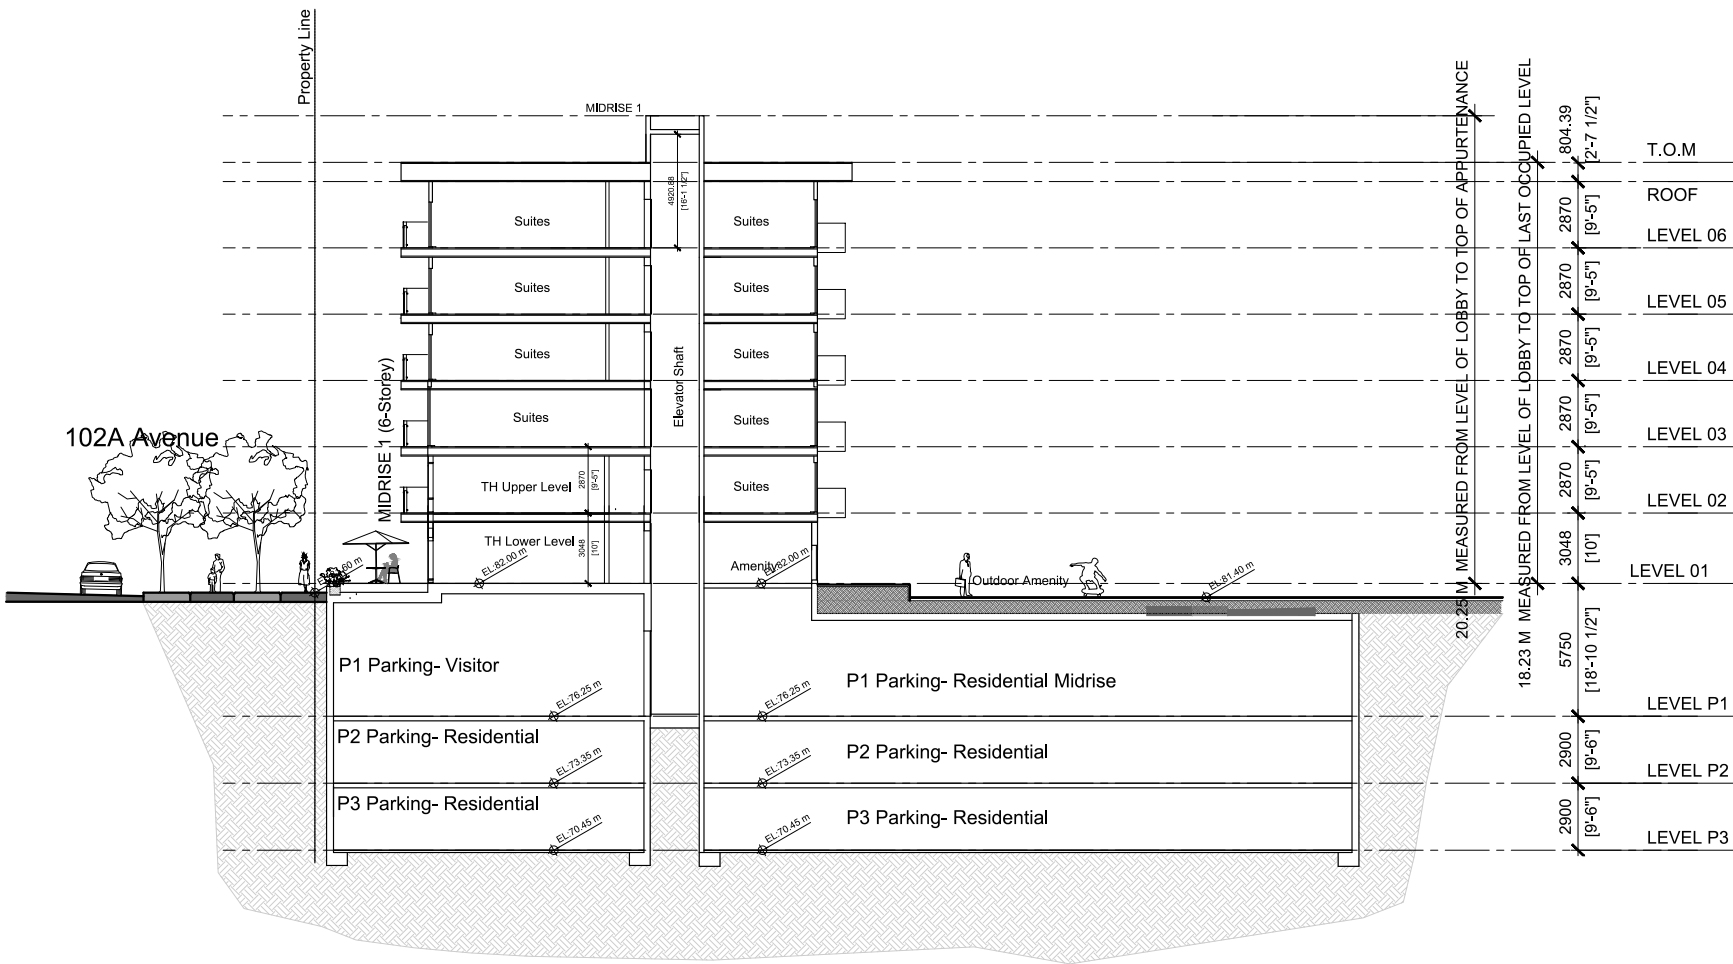 Property Line
MIDRISE 1
4920.88
[16'-1 1/2"]
Suites
Suites
Suites
Suites
Suites
Suites
Suites
Suites
TH Upper Level
2870
[9'-5"]
Suites
TH Lower Level
3048
[10']
Elevator Shaft
MIDRISE 1 (6-Storey)
102A Avenue
EL:82.00 m
Amenity
Outdoor Amenity
EL:81.40 m
P1 Parking- Visitor
EL:76.25 m
EL:76.25 m
P1 Parking- Residential Midrise
P2 Parking- Residential
EL:73.35 m
EL:73.35 m
P2 Parking- Residential
P3 Parking- Residential
EL:70.45 m
EL:70.45 m
P3 Parking- Residential
20.25 M MEASURED FROM LEVEL OF LOBBY TO TOP OF APPURTENANCE
18.23 M MEASURED FROM LEVEL OF LOBBY TO TOP OF LAST OCCUPIED LEVEL
804.39
[2'-7 1/2"]
T.O.M
ROOF
2870
[9'-5"]
LEVEL 06
2870
[9'-5"]
LEVEL 05
2870
[9'-5"]
LEVEL 04
2870
[9'-5"]
LEVEL 03
2870
[9'-5"]
LEVEL 02
3048
[10']
LEVEL 01
5750
[18'-10 1/2"]
LEVEL P1
2900
[9'-6"]
LEVEL P2
2900
[9'-6"]
LEVEL P3